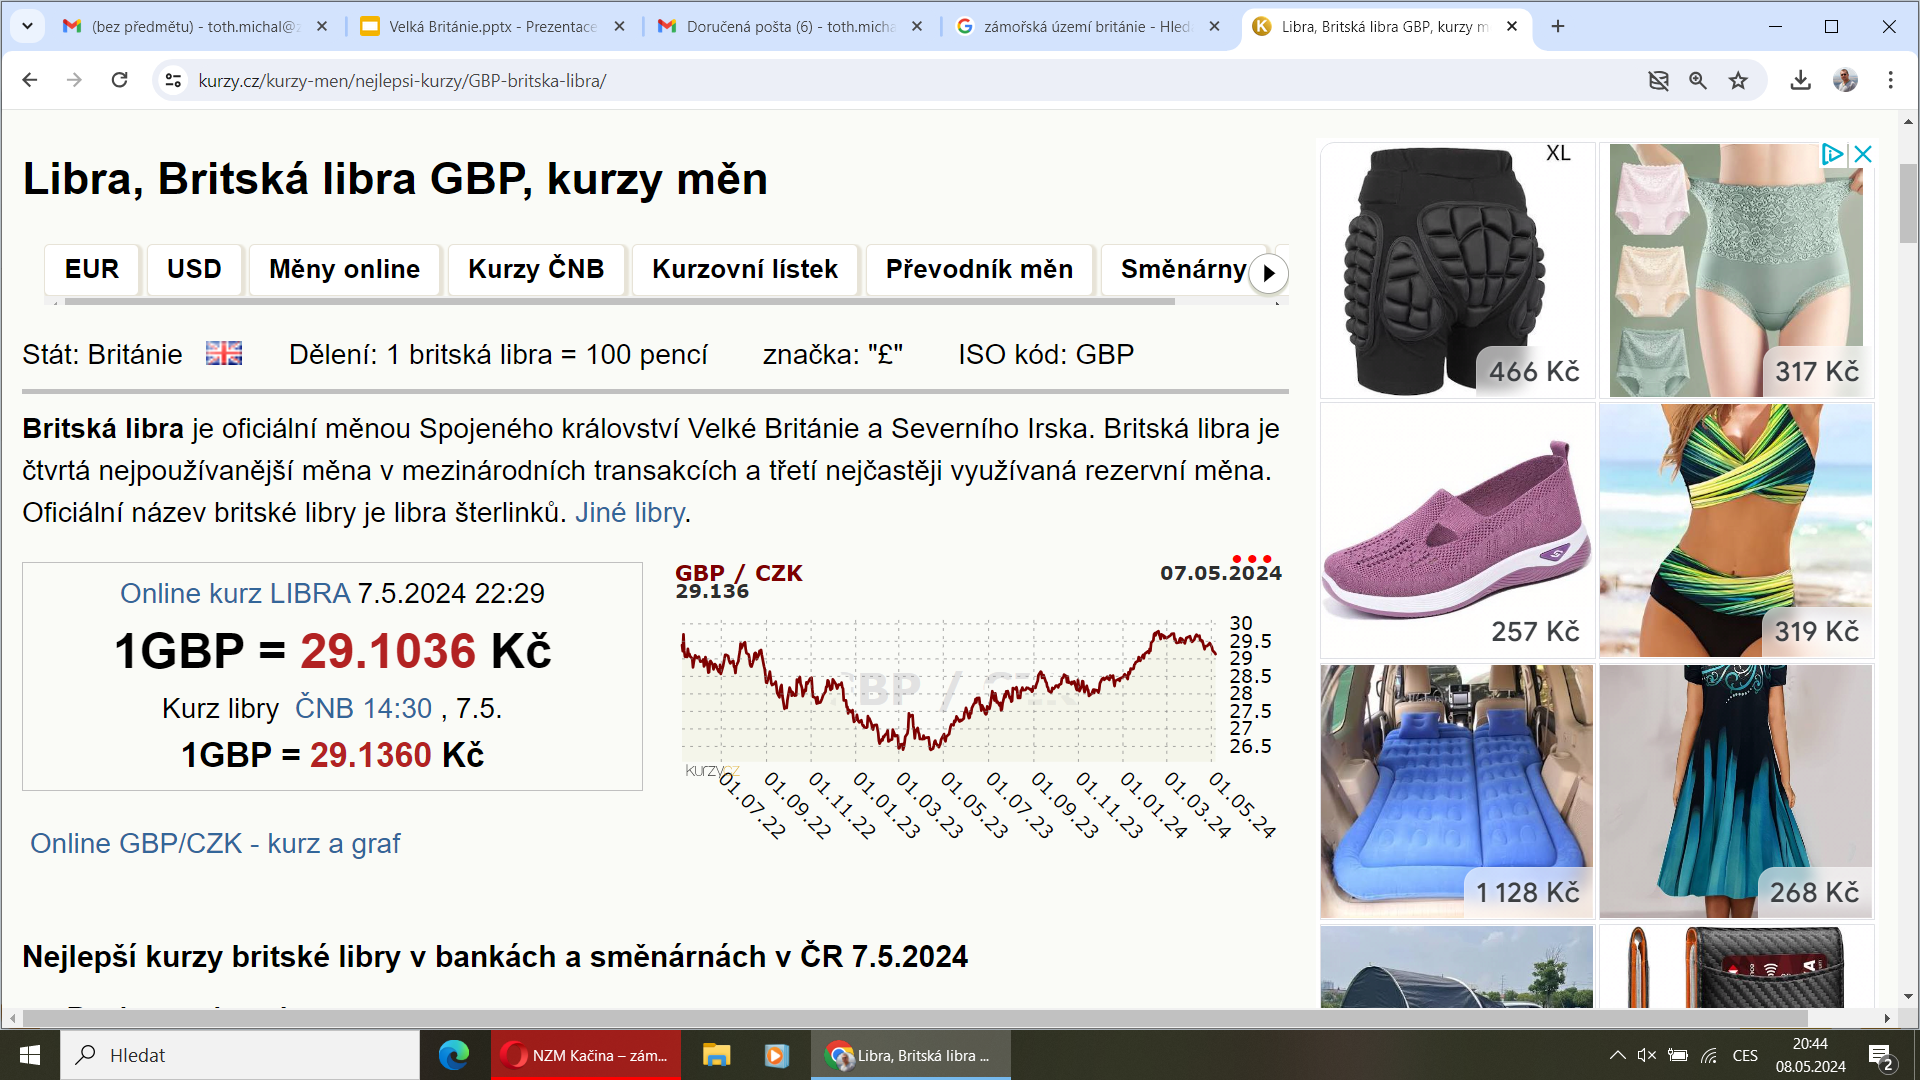 (bez předmětu) - toth.michal@z
Velká Británie.pptx - Prezentace
Doručená pošta (6) - toth.micha
zámořská území británie - Hled
Libra, Britská libra GBP, kurzy m
kurzy.cz/kurzy-men/nejlepsi-kurzy/GBP-britska-libra/
Libra, Britská libra GBP, kurzy měn
EUR
USD
Měny online
Kurzy ČNB
Kurzovní lístek
Převodník měn
Směnárny
Stát: Británie
Dělení: 1 britská libra = 100 pencí
značka: "£"
ISO kód: GBP
Britská libra je oficiální měnou Spojeného království Velké Británie a Severního Irska. Britská libra je
čtvrtá nejpoužívanější měna v mezinárodních transakcích a třetí nejčastěji využívaná rezervní měna.
Oficiální název britské libry je libra šterlinků. Jiné libry.
Online kurz LIBRA 7.5.2024 22:29
1GBP = 29.1036 Kč
Kurz libry ČNB 14:30 , 7.5.
1GBP = 29.1360 Kč
Online GBP/CZK - kurz a graf
GBP / CZK
29.136
07.05.2024
GBP / CZK
30
29.5
29
28.5
28
27.5
27
26.5
kurzycz
01.07.22
01.09.22
01.11.22
01.01.23
01.03.23
01.05.23
01.07.23
01.09.23
01.11.23
01.01.24
01.03.24
01.05.24
Nejlepší kurzy britské libry v bankách a směnárnách v ČR 7.5.2024
XL
466 Kč
317 Kč
257 Kč
319 Kč
1 128 Kč
268 Kč
Hledat
NZM Kačina – zám...
Libra, Britská libra ...
CES
20:44
08.05.2024
2